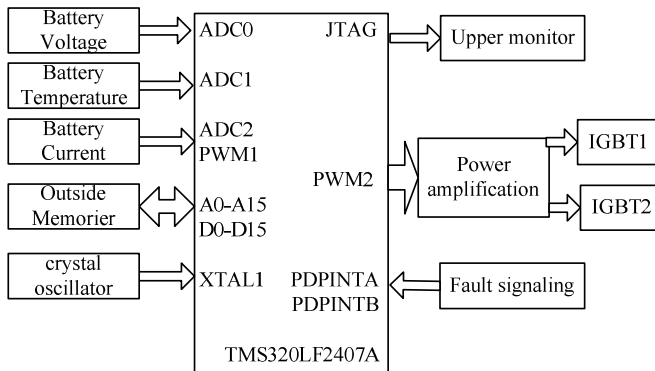 Battery
Voltage
Battery
Temperature
Battery
Current
Outside
Memorier
crystal
oscillator
ADC0
ADC1
ADC2
PWM1
A0-A15
D0-D15
XTAL1
JTAG
PWM2
PDPINTA
PDPINTB
TMS320LF2407A
Upper monitor
Power
amplification
IGBT1
IGBT2
Fault signaling